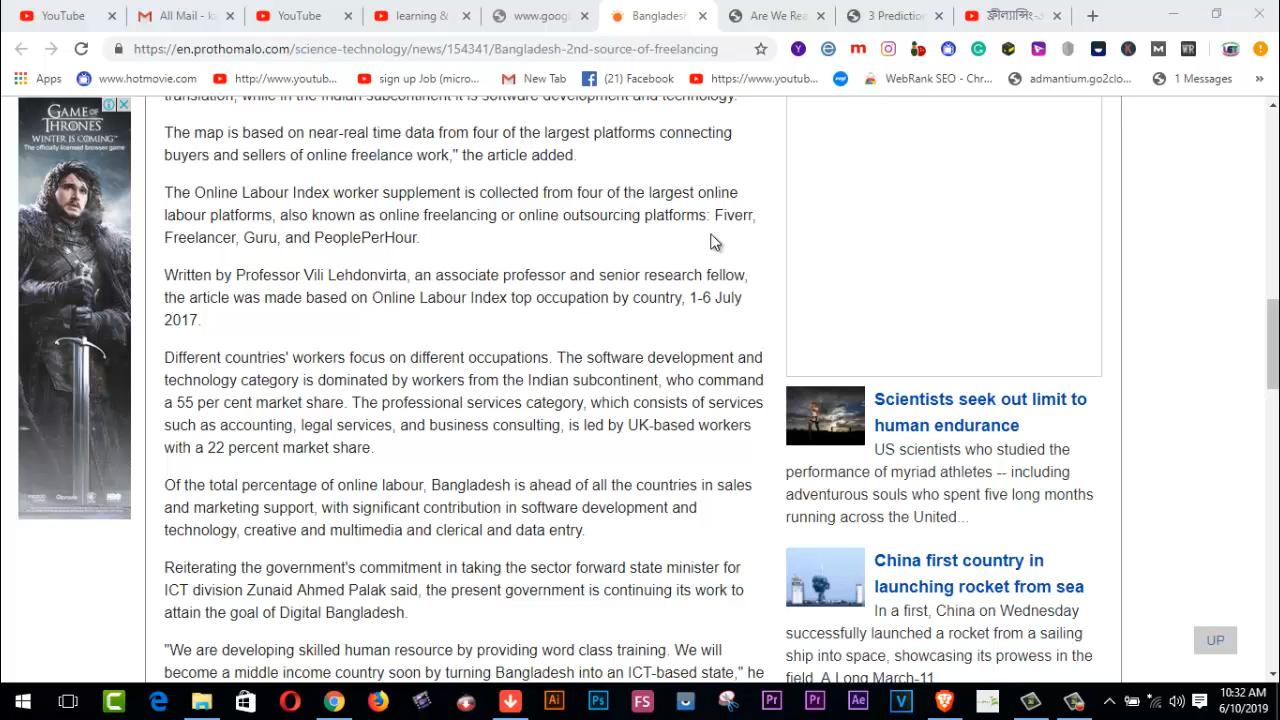 YouTube
All Mail - ka
YouTube
learning &
www.goog
Bangladesh
Are We Rea
3 Prediction
ফ্রীল্যান্সিং-এ
https://en.prothomalo.com/science-technology/news/154341/Bangladesh-2nd-source-of-freelancing
Apps
www.hotmovie.com
http://www.youtub...
sign up Job (micro...
New Tab
(21) Facebook
https://www.youtub...
WebRank SEO - Chr...
admantium.go2clo...
1 Messages
translation, while in the Indian subcontinent it is software development and technology.
The map is based on near-real time data from four of the largest platforms connecting
buyers and sellers of online freelance work," the article added.
The Online Labour Index worker supplement is collected from four of the largest online
labour platforms, also known as online freelancing or online outsourcing platforms: Fiverr,
Freelancer, Guru, and PeoplePerHour.
Written by Professor Vili Lehdonvirta, an associate professor and senior research fellow,
the article was made based on Online Labour Index top occupation by country, 1-6 July
2017.
Different countries' workers focus on different occupations. The software development and
technology category is dominated by workers from the Indian subcontinent, who command
a 55 per cent market share. The professional services category, which consists of services
such as accounting, legal services, and business consulting, is led by UK-based workers
with a 22 percent market share.
Of the total percentage of online labour, Bangladesh is ahead of all the countries in sales
and marketing support, with significant contribution in software development and
technology, creative and multimedia and clerical and data entry.
Reiterating the government's commitment in taking the sector forward state minister for
ICT division Zunaid Ahmed Palak said, the present government is continuing its work to
attain the goal of Digital Bangladesh.
"We are developing skilled human resource by providing word class training. We will
become a middle income country soon by turning Bangladesh into an ICT-based state," he
GAME OF
THRONES
WINTER IS COMING™
The officially licensed browser game
HBO
Scientists seek out limit to
human endurance
US scientists who studied the
performance of myriad athletes -- including
adventurous souls who spent five long months
running across the United...
China first country in
launching rocket from sea
In a first, China on Wednesday
successfully launched a rocket from a sailing
ship into space, showcasing its prowess in the
field. A Long March-11
UP
10:32 AM
6/10/2019